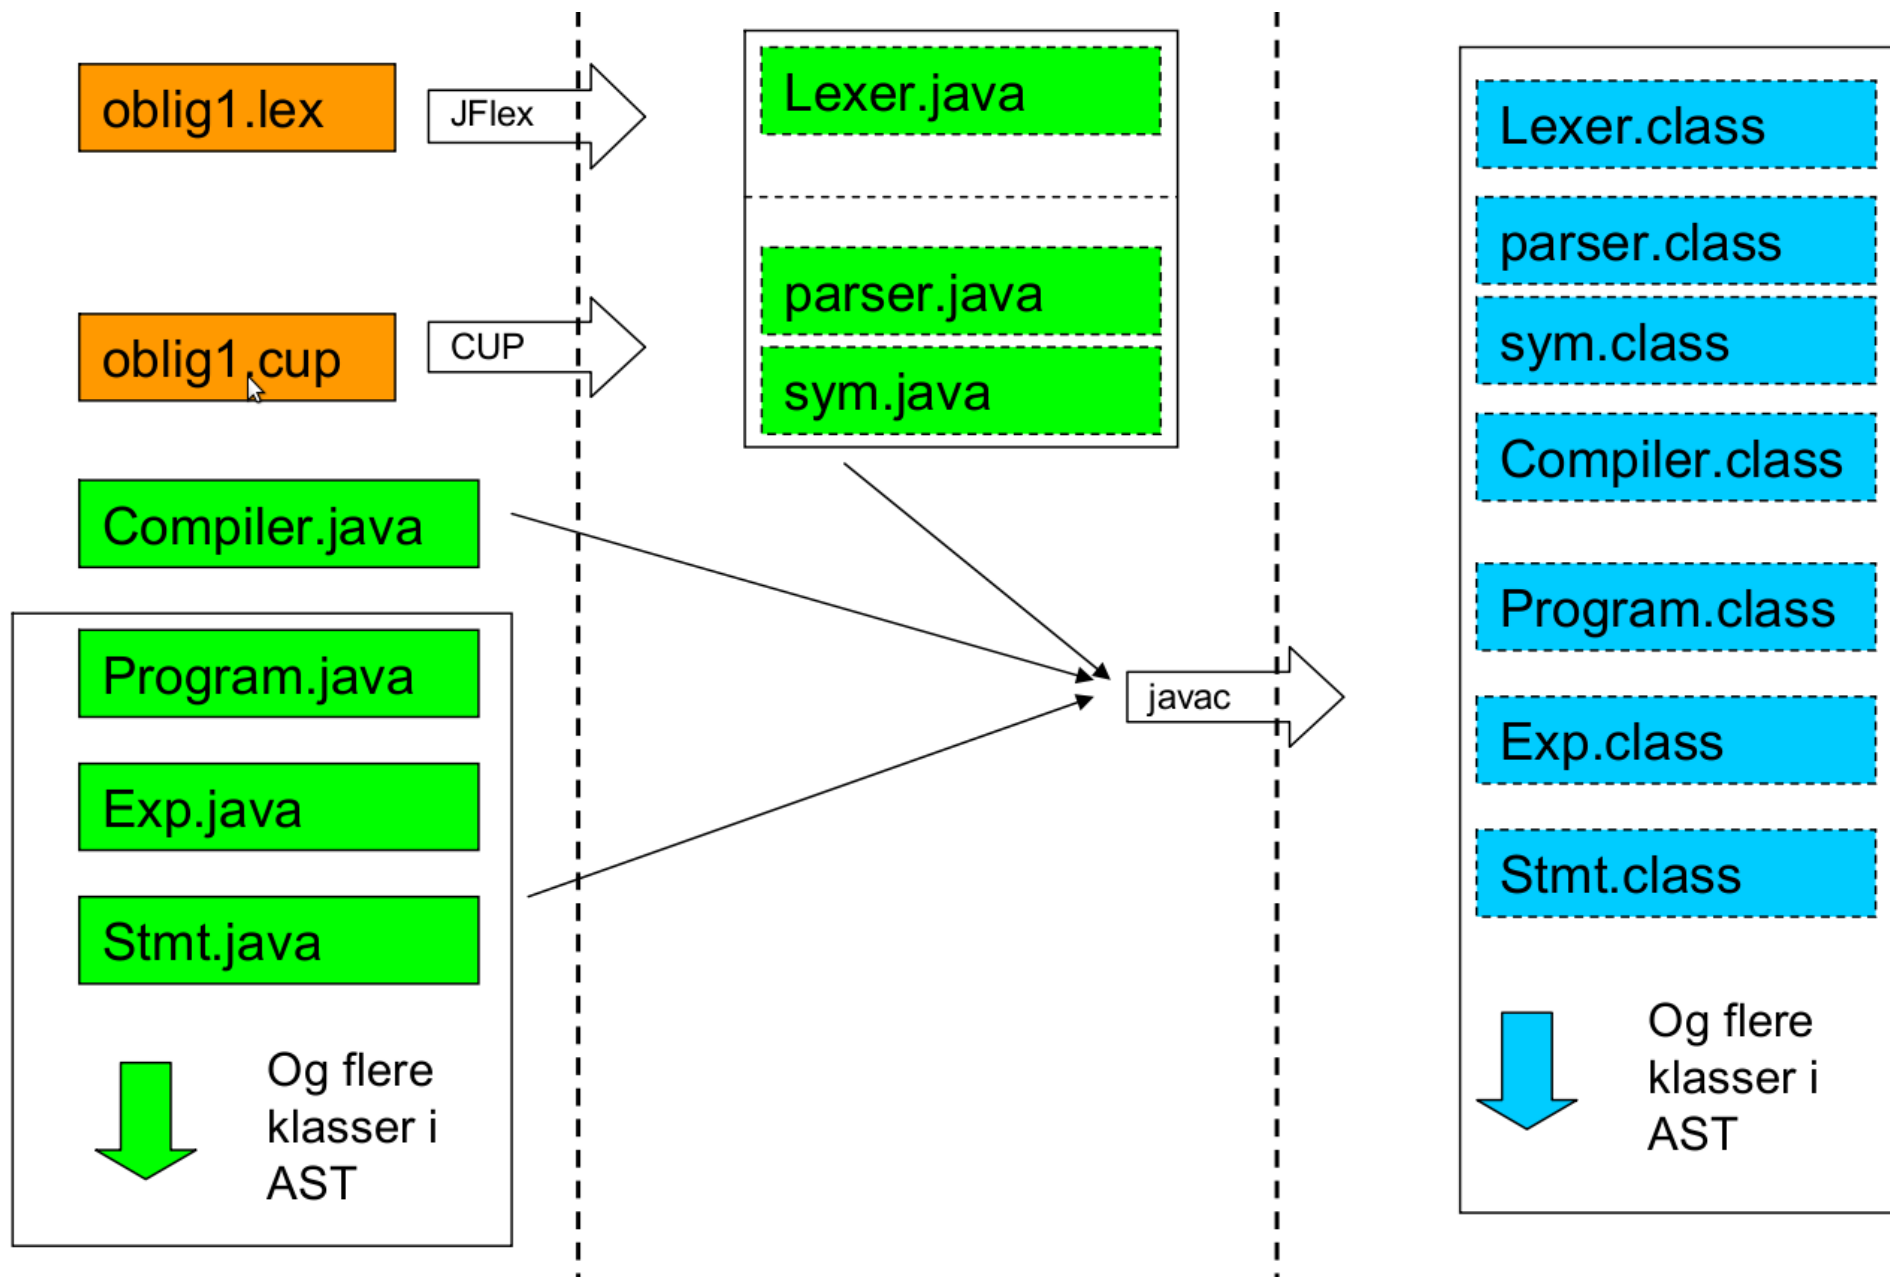 oblig1.lex
JFlex
Lexer.java
oblig1.cup
CUP
parser.java
sym.java
Compiler.java
Program.java
Exp.java
Stmt.java
Og flere
klasser i
AST
javac
Lexer.class
parser.class
sym.class
Compiler.class
Program.class
Exp.class
Stmt.class
Og flere
klasser i
AST